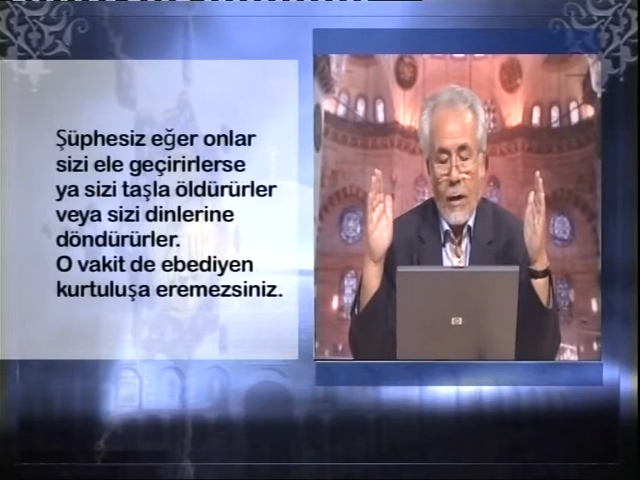 Şüphesiz eğer onlar
sizi ele geçirirlerse
ya sizi taşla öldürürler
veya sizi dinlerine
döndürürler.
O vakit de ebediyen
kurtuluşa eremezsiniz.
hp